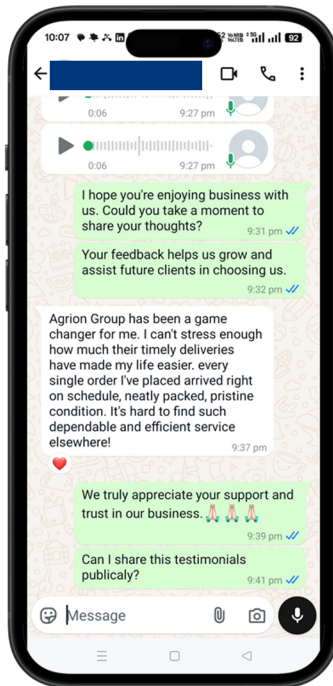 10:07
92
0:06
9:27 pm
0:06
9:27 pm
I hope you're enjoying business with
us. Could you take a moment to
share your thoughts?
9:31 pm
Your feedback helps us grow and
assist future clients in choosing us.
9:32 pm
Agrion Group has been a game
changer for me. I can't stress enough
how much their timely deliveries
have made my life easier. every
single order I've placed arrived right
on schedule, neatly packed, pristine
condition. It's hard to find such
dependable and efficient service
elsewhere!
9:37 pm
We truly appreciate your support and
trust in our business.🙏🏻 🙏🏻 🙏🏻
9:39 pm
Can I share this testimonials
publicaly?
9:41 pm
Message